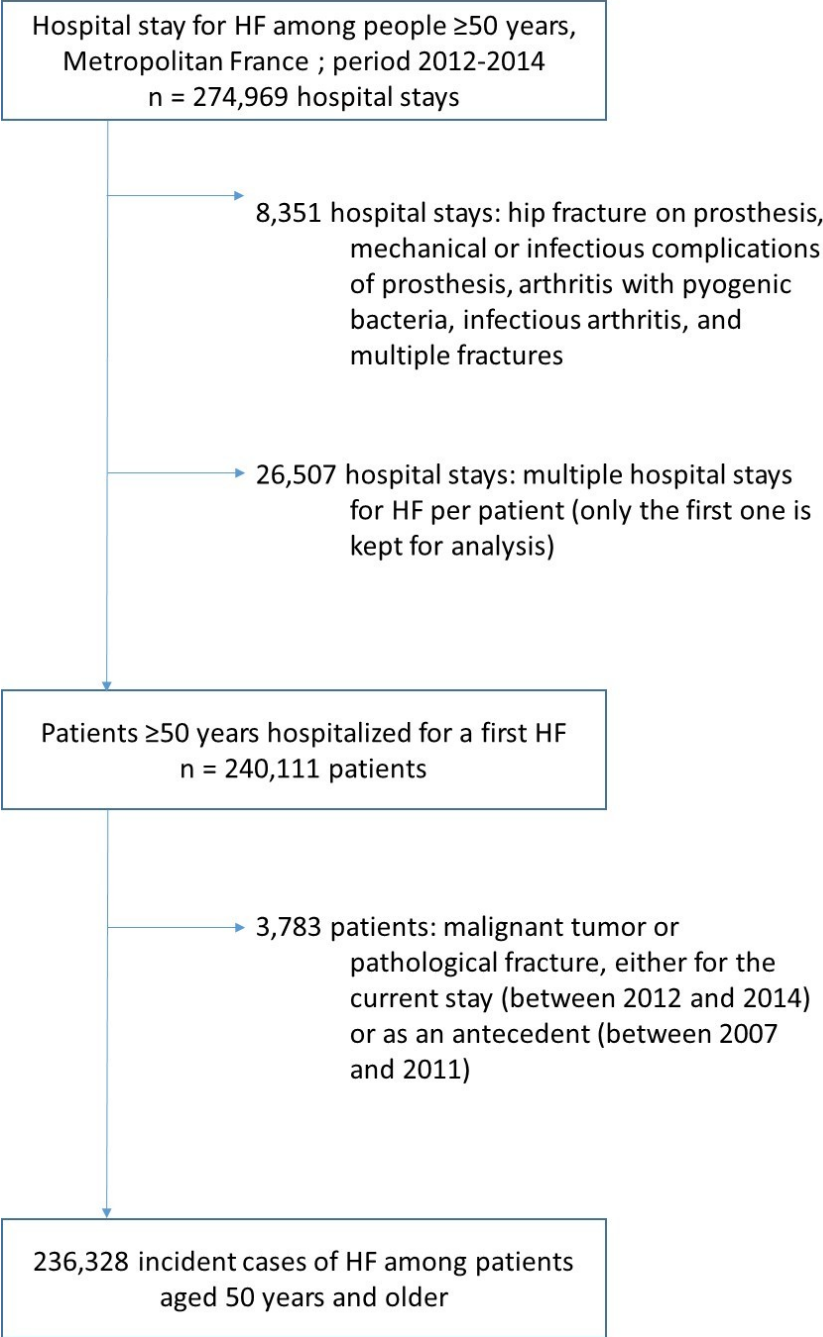 Hospital stay for HF among people ≥50 years,
Metropolitan France ; period 2012-2014
n = 274,969 hospital stays
8,351 hospital stays: hip fracture on prosthesis,
mechanical or infectious complications
of prosthesis, arthritis with pyogenic
bacteria, infectious arthritis, and
multiple fractures
26,507 hospital stays: multiple hospital stays
for HF per patient (only the first one is
kept for analysis)
Patients ≥50 years hospitalized for a first HF
n = 240,111 patients
3,783 patients: malignant tumor or
pathological fracture, either for the
current stay (between 2012 and 2014)
or as an antecedent (between 2007
and 2011)
236,328 incident cases of HF among patients
aged 50 years and older